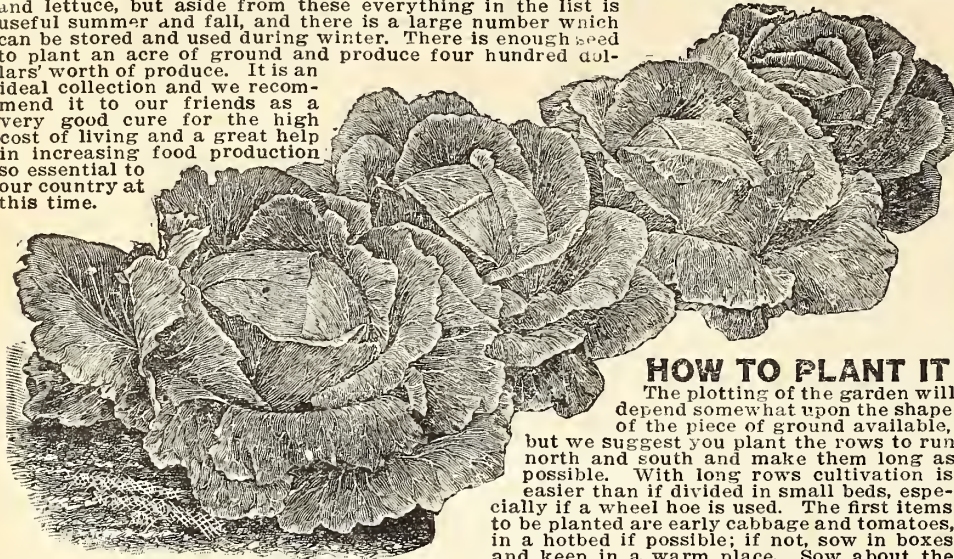 and lettuce, but aside from these everything in the list is
useful summer and fall, and there is a large number which
can be stored and used during winter. There is enough seed
to plant an acre of ground and produce four hundred dol-
lars' worth of produce. It is an
ideal collection and we recom-
mend it to our friends as a
very good cure for the high
cost of living and a great help
in increasing food production
so essential to
our country at
this time.
HOW TO PLANT IT
The plotting of the garden will
depend somewhat upon the shape
of the piece of ground available,
but we suggest you plant the rows to run
north and south and make them long as
possible. With long rows cultivation is
easier than if divided in small beds, espe-
cially if a wheel hoe is used. The first items
to be planted are early cabbage and tomatoes,
in a hotbed if possible; if not, sow in boxes
and keep in a warm place. Sow about the